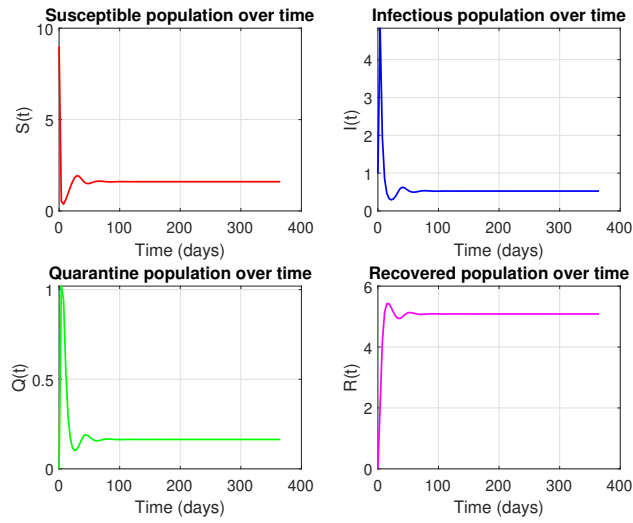 Susceptible population over time
10
5
0
S(t)
0 100 200 300 400
Time (days)
Infectious population over time
4
3
2
1
0
I(t)
0 100 200 300 400
Time (days)
Quarantine population over time
1
0.5
0
Q(t)
0 100 200 300 400
Time (days)
Recovered population over time
6
4
2
0
R(t)
0 100 200 300 400
Time (days)